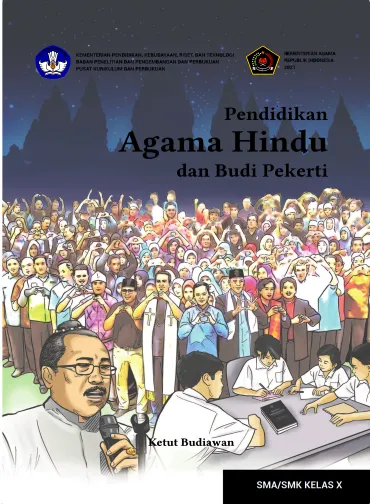 KEMENTERIAN PENDIDIKAN, KEBUDAYAAN, RISET, DAN TEKNOLOGI
BADAN PENELITIAN DAN PENGEMBANGAN DAN PERBUKUAN
PUSAT KURIKULUM DAN PERBUKUAN
KEMENTERIAN AGAMA
REPUBLIK INDONESIA
2021
Pendidikan
Agama Hindu
dan Budi Pekerti
Ketut Budiawan
SMA/SMK KELAS X